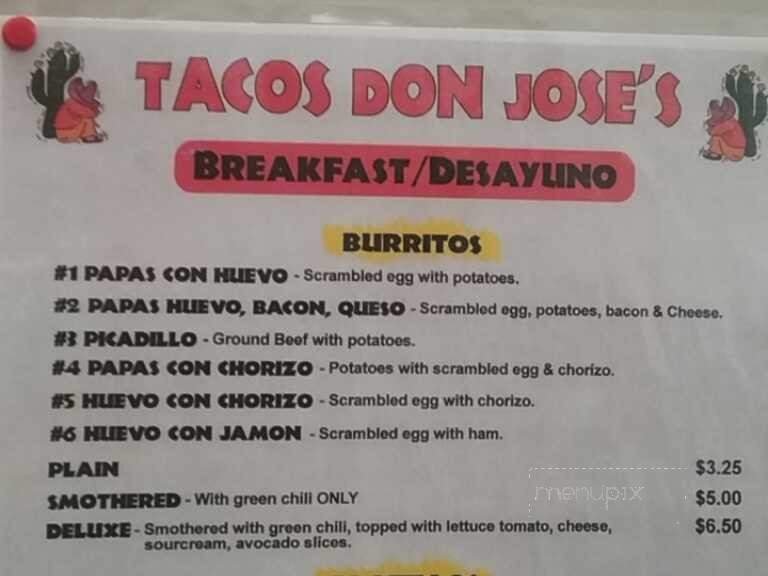 TACOS DON JOSE'S
BREAKFAST/DESAYUNO
BURRITOS
#1 PAPAS CON HUEVO - Scrambled egg with potatoes.
#2 PAPAS HUEVO, BACON, QUESO - Scrambled egg, potatoes, bacon & Cheese.
#3 PICADILLO - Ground Beef with potatoes.
#4 PAPAS CON CHORIZO - Potatoes with scrambled egg & chorizo.
#5 HUEVO CON CHORIZO - Scrambled egg with chorizo.
#6 HUEVO CON JAMON - Scrambled egg with ham.
PLAIN $3.25
menupix
SMOTHERED - With green chili ONLY $5.00
DELUXE - Smothered with green chili, topped with lettuce tomato, cheese, $6.50
sourcream, avocado slices.